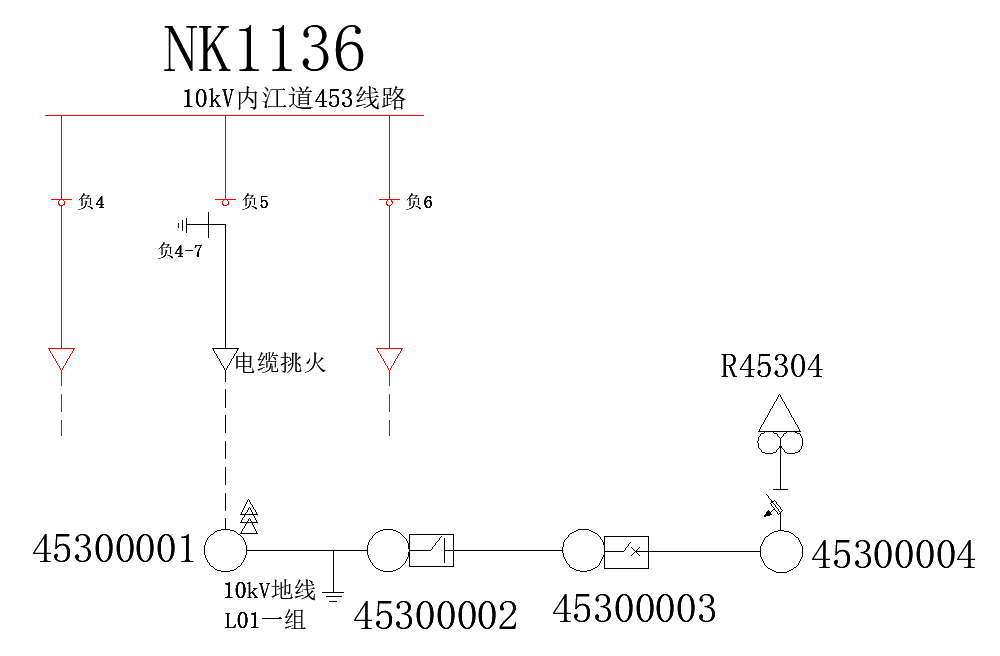 NK1136
10kV内江道453线路
负4
负5
负6
负4-7
电缆挑火
R45304
45300001
45300004
10kV地线
L01一组
45300002
45300003